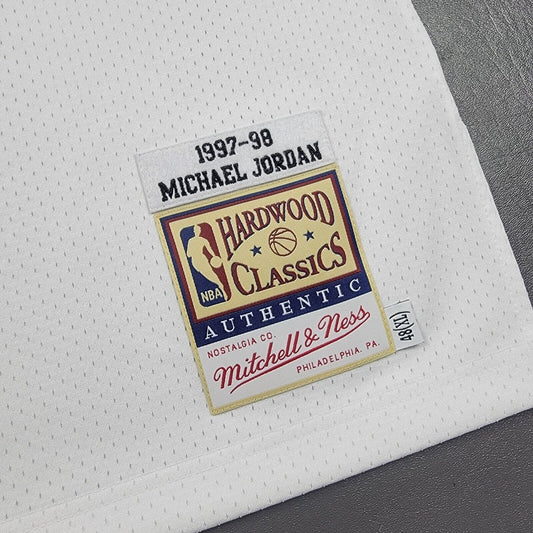 1997-98
MICHAEL JORDAN
HARDWOOD
CLASSICS
NBA
AUTHENTIC
NOSTALGIA CO.
Mitchell & Ness
PHILADELPHIA, PA.
48(XL)